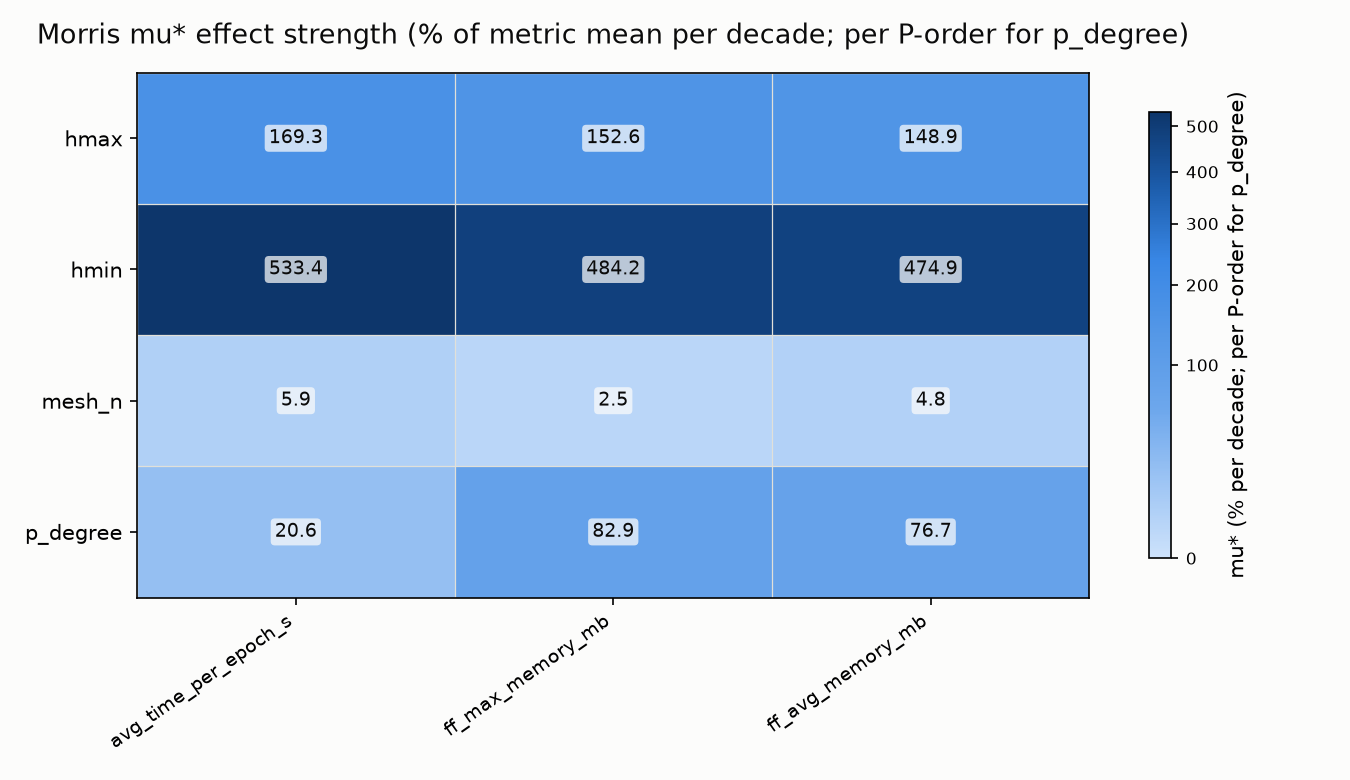 Morris mu* effect strength (% of metric mean per decade; per P-order for p_degree)
hmax 169.3 152.6 148.9
hmin 533.4 484.2 474.9
mesh_n 5.9 2.5 4.8
p_degree 20.6 82.9 76.7
avg_time_per_epoch_s ff_max_memory_mb ff_avg_memory_mb
500
400
300
200
100
0
mu* (% per decade; per P-order for p_degree)